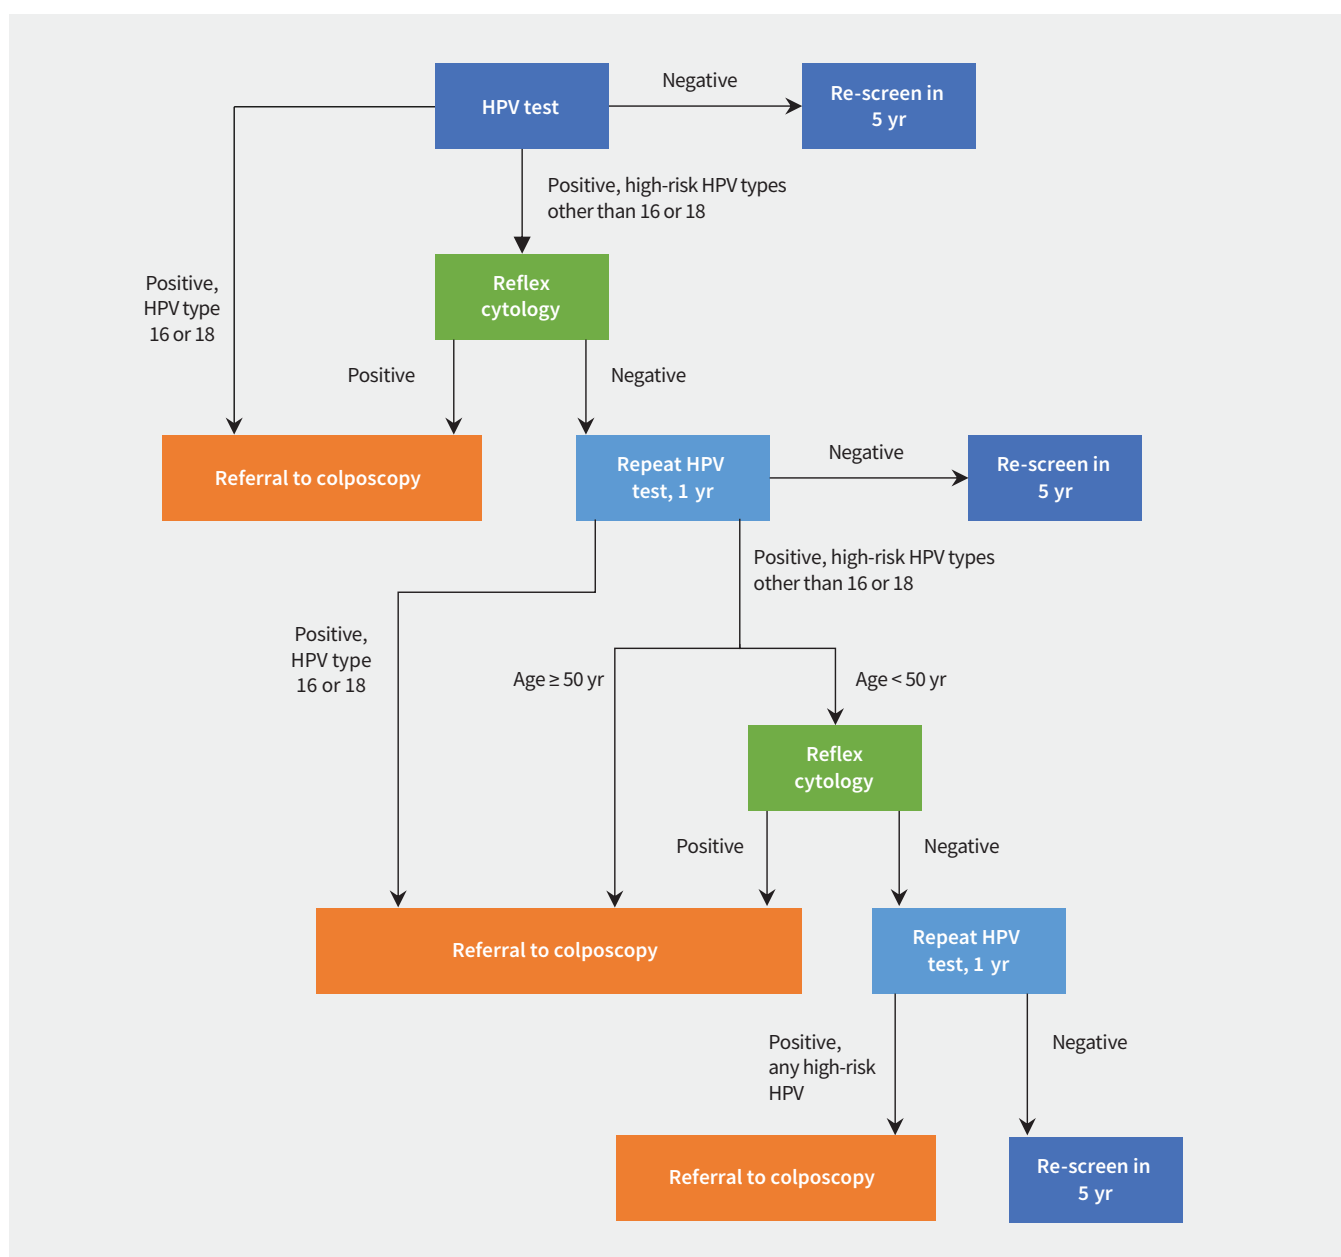 HPV test
Negative
Re-screen in
5 yr
Positive, high-risk HPV types
other than 16 or 18
Positive,
HPV type
16 or 18
Reflex
cytology
Positive
Negative
Referral to colposcopy
Repeat HPV
test, 1 yr
Negative
Re-screen in
5 yr
Positive, high-risk HPV types
other than 16 or 18
Positive,
HPV type
16 or 18
Age ≥ 50 yr
Age < 50 yr
Reflex
cytology
Positive
Negative
Referral to colposcopy
Repeat HPV
test, 1 yr
Positive,
any high-risk
HPV
Negative
Referral to colposcopy
Re-screen in
5 yr